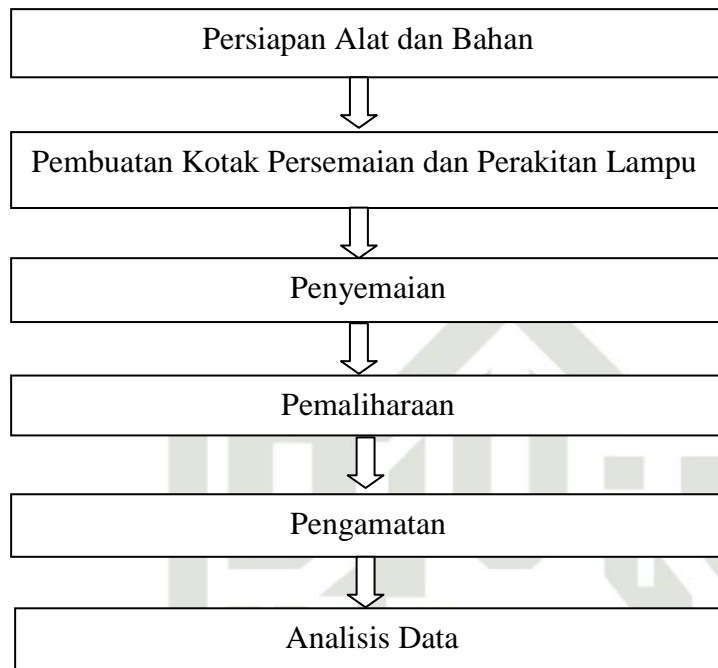 Persiapan Alat dan Bahan
Pembuatan Kotak Persemaian dan Perakitan Lampu
Penyemaian
Pemaliharaan
Pengamatan
Analisis Data